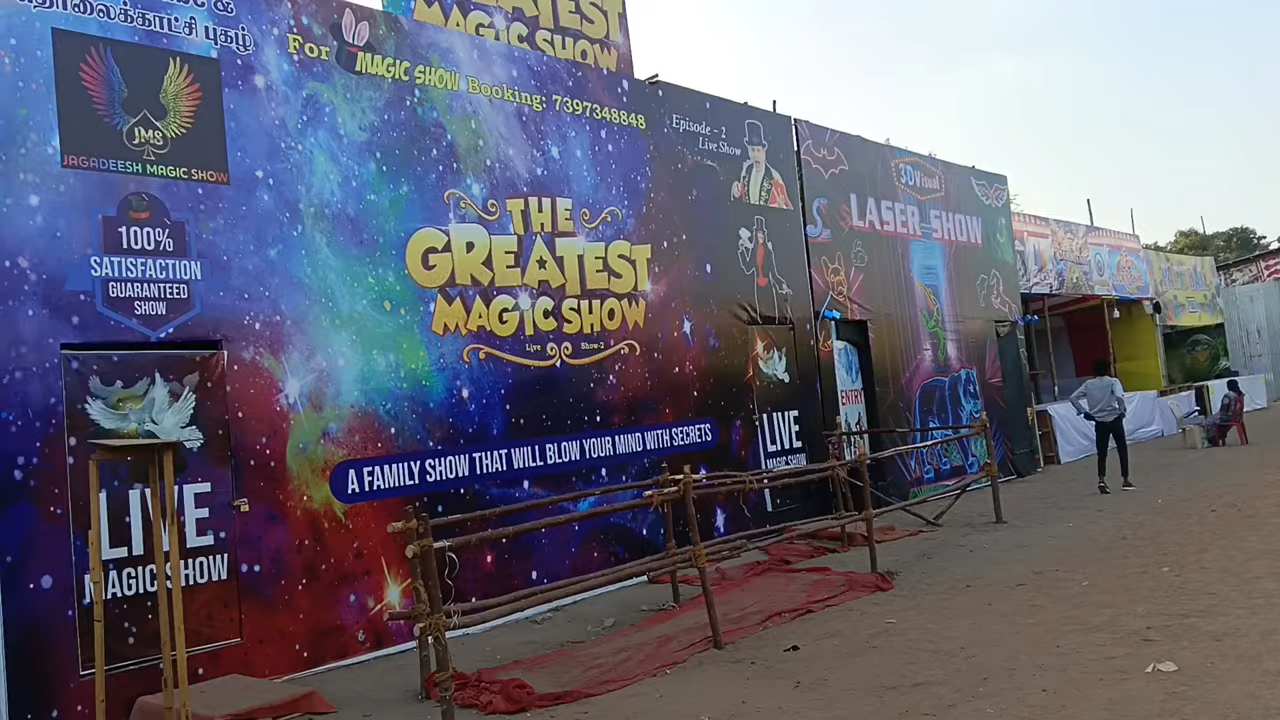 &
தொலைக்காட்சி புகழ்
GREATEST
MAGIC SHOW
For MAGIC SHOW Booking: 7397348848
JMS
JAGADEESH MAGIC SHOW
100%
SATISFACTION
GUARANTEED
SHOW
THE
GREATEST
MAGIC SHOW
Live Show-2
A FAMILY SHOW THAT WILL BLOW YOUR MIND WITH SECRETS
LIVE
MAGIC SHOW
Episode - 2
Live Show
LIVE
MAGIC SHOW
3D Visual
LASER SHOW
ENTRY